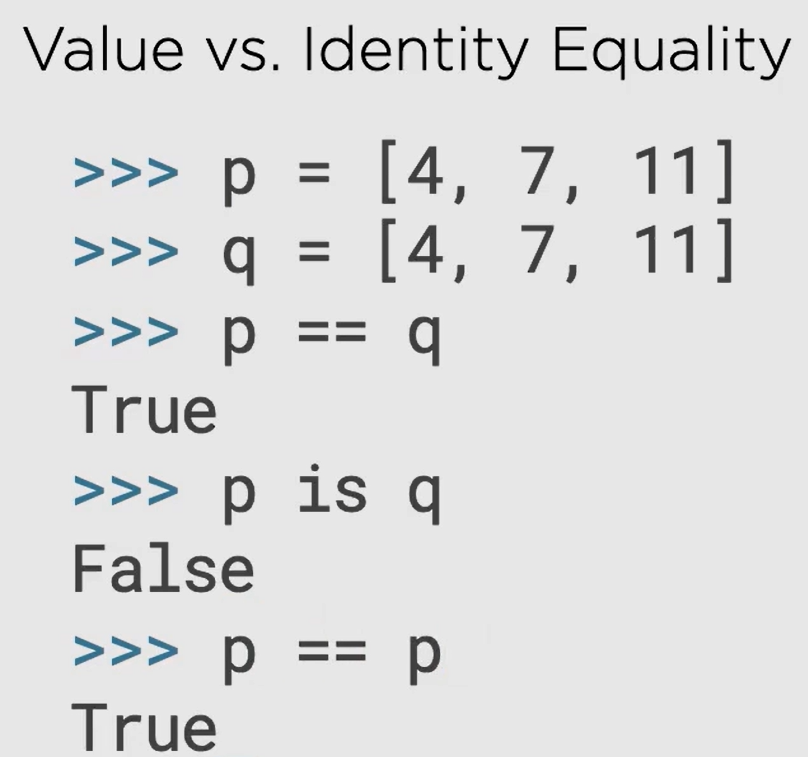 Value vs. Identity Equality
>>> p = [4, 7, 11]
>>> q = [4, 7, 11]
>>> p == q
True
>>> p is q
False
>>> p == p
True